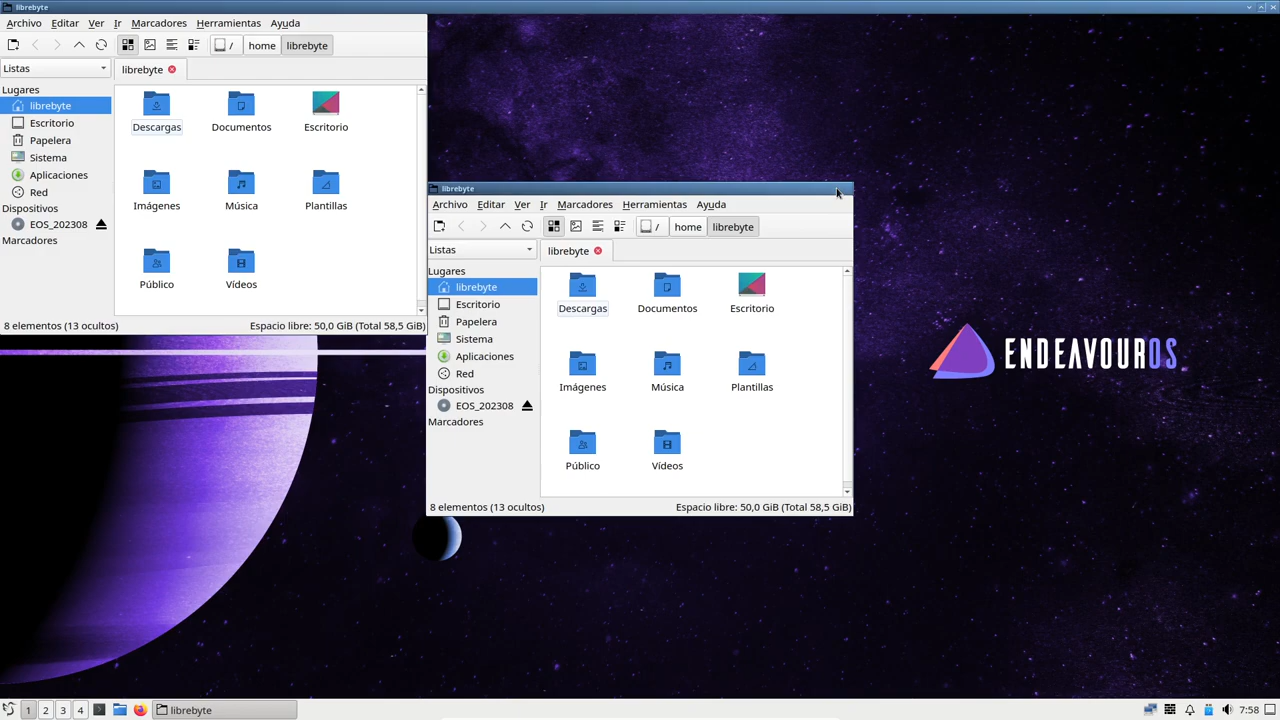 librebyte
Archivo Editar Ver Ir Marcadores Herramientas Ayuda
/ home librebyte
Listas
librebyte
Lugares
librebyte
Escritorio
Papelera
Sistema
Aplicaciones
Red
Dispositivos
EOS_202308
Marcadores
Descargas Documentos Escritorio
Imágenes Música Plantillas
Público Vídeos
8 elementos (13 ocultos) Espacio libre: 50,0 GiB (Total 58,5 GiB)
librebyte
Archivo Editar Ver Ir Marcadores Herramientas Ayuda
/ home librebyte
Listas
librebyte
Lugares
librebyte
Escritorio
Papelera
Sistema
Aplicaciones
Red
Dispositivos
EOS_202308
Marcadores
Descargas Documentos Escritorio
Imágenes Música Plantillas
Público Vídeos
8 elementos (13 ocultos) Espacio libre: 50,0 GiB (Total 58,5 GiB)
ENDEAVOUROS
1 2 3 4 librebyte 7:58